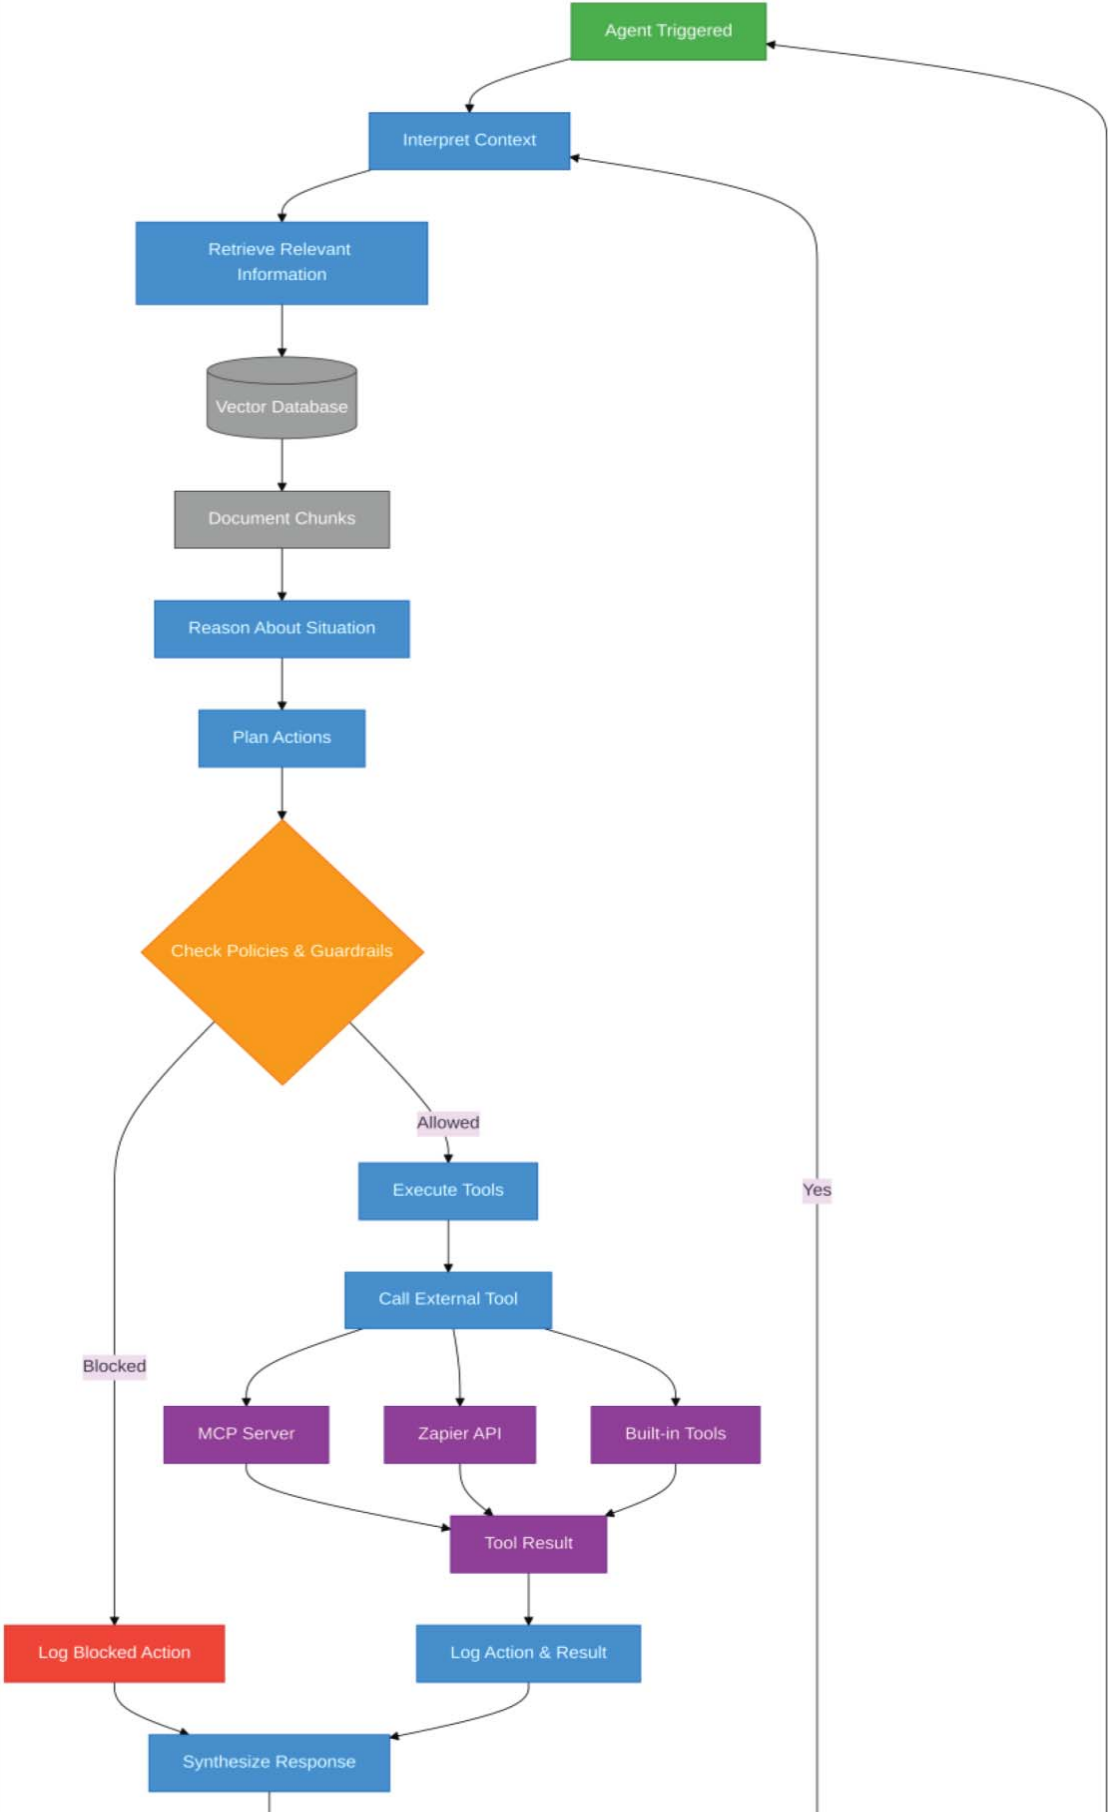 Agent Triggered
Interpret Context
Retrieve Relevant
Information
Vector Database
Document Chunks
Reason About Situation
Plan Actions
Check Policies & Guardrails
Allowed
Execute Tools
Yes
Call External Tool
Blocked
MCP Server
Zapier API
Built-in Tools
Tool Result
Log Blocked Action
Log Action & Result
Synthesize Response